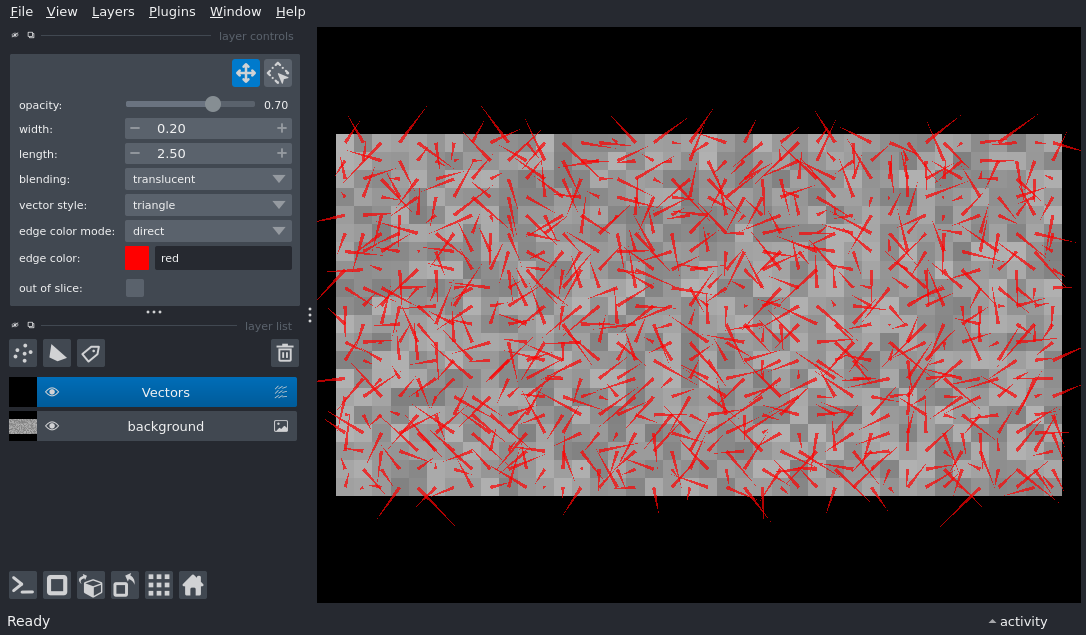 File View Layers Plugins Window Help
layer controls
opacity: 0.70
width: 0.20
length: 2.50
blending: translucent
vector style: triangle
edge color mode: direct
edge color: red
out of slice:
layer list
Vectors
background
Ready
activity